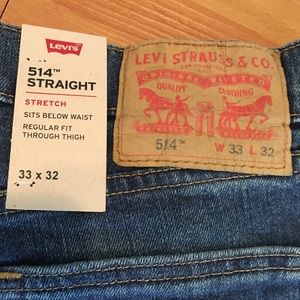 Levi's
514™
STRAIGHT
STRETCH
SITS BELOW WAIST
REGULAR FIT
THROUGH THIGH
33 x 32
LEVI STRAUSS & CO.
ORIGINAL RIVETED
QUALITY CLOTHING
514™ W 33 L 32